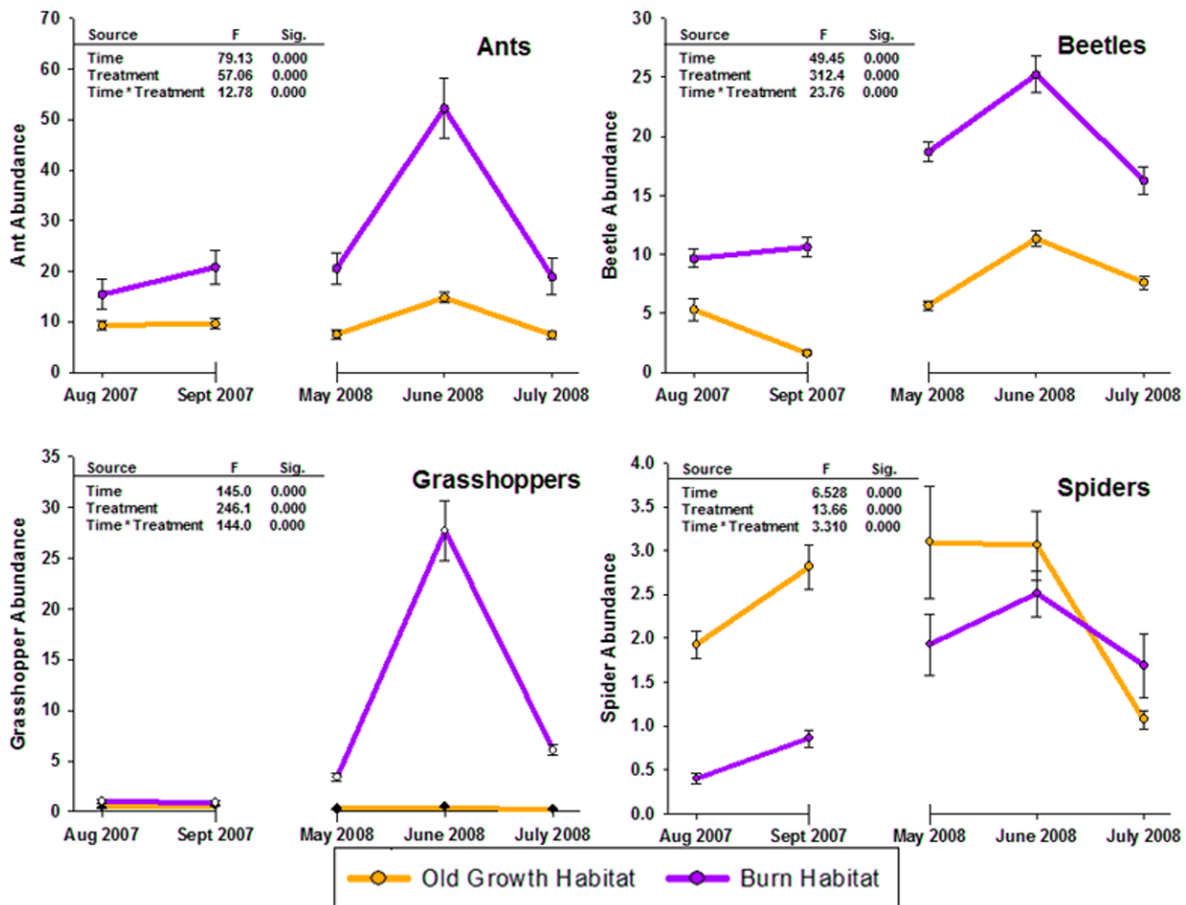 Ants
Source F Sig.
Time 79.13 0.000
Treatment 57.06 0.000
Time * Treatment 12.78 0.000
Ant Abundance
70
60
50
40
30
20
10
0
Aug 2007 Sept 2007 May 2008 June 2008 July 2008
Beetles
Source F Sig.
Time 49.45 0.000
Treatment 312.4 0.000
Time * Treatment 23.76 0.000
Beetle Abundance
30
25
20
15
10
5
0
Aug 2007 Sept 2007 May 2008 June 2008 July 2008
Grasshoppers
Source F Sig.
Time 145.0 0.000
Treatment 246.1 0.000
Time * Treatment 144.0 0.000
Grasshopper Abundance
35
30
25
20
15
10
5
0
Aug 2007 Sept 2007 May 2008 June 2008 July 2008
Spiders
Source F Sig.
Time 6.528 0.000
Treatment 13.66 0.000
Time * Treatment 3.310 0.000
Spider Abundance
4.0
3.5
3.0
2.5
2.0
1.5
1.0
0.5
0.0
Aug 2007 Sept 2007 May 2008 June 2008 July 2008
Old Growth Habitat Burn Habitat